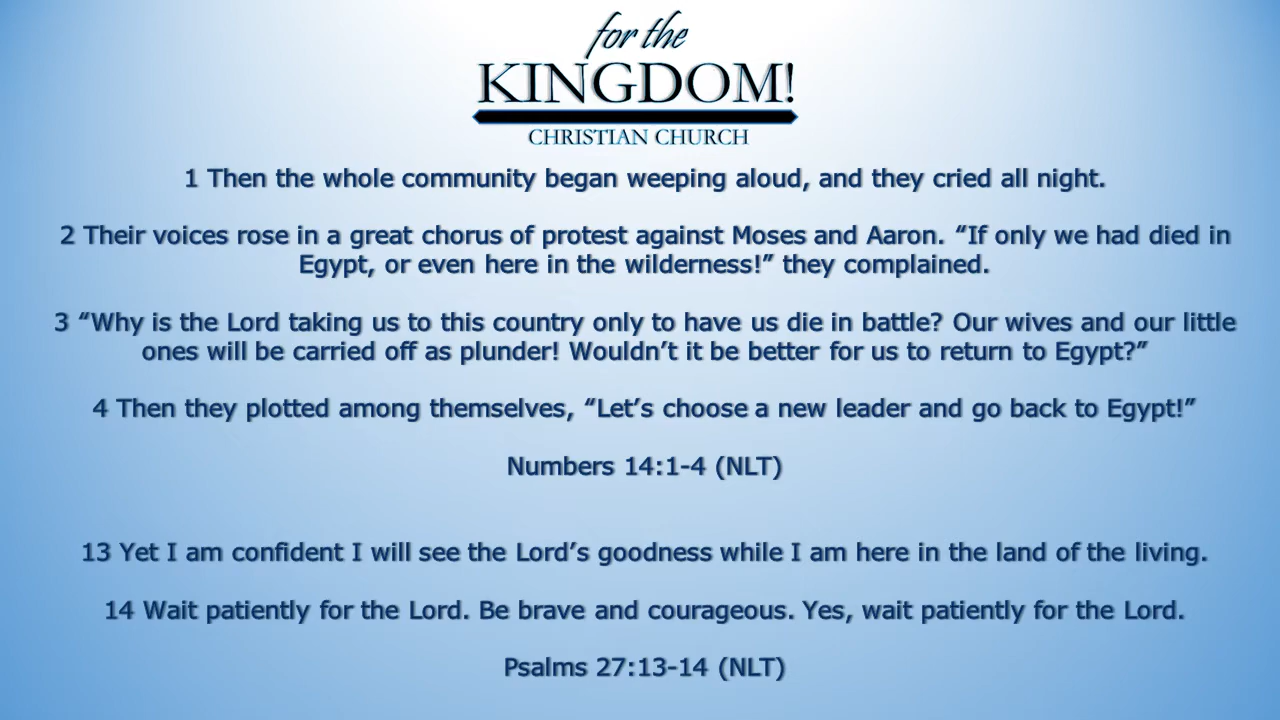 for the
KINGDOM!
CHRISTIAN CHURCH
1 Then the whole community began weeping aloud, and they cried all night.
2 Their voices rose in a great chorus of protest against Moses and Aaron. “If only we had died in
Egypt, or even here in the wilderness!” they complained.
3 “Why is the Lord taking us to this country only to have us die in battle? Our wives and our little
ones will be carried off as plunder! Wouldn’t it be better for us to return to Egypt?”
4 Then they plotted among themselves, “Let’s choose a new leader and go back to Egypt!”
Numbers 14:1-4 (NLT)
13 Yet I am confident I will see the Lord’s goodness while I am here in the land of the living.
14 Wait patiently for the Lord. Be brave and courageous. Yes, wait patiently for the Lord.
Psalms 27:13-14 (NLT)